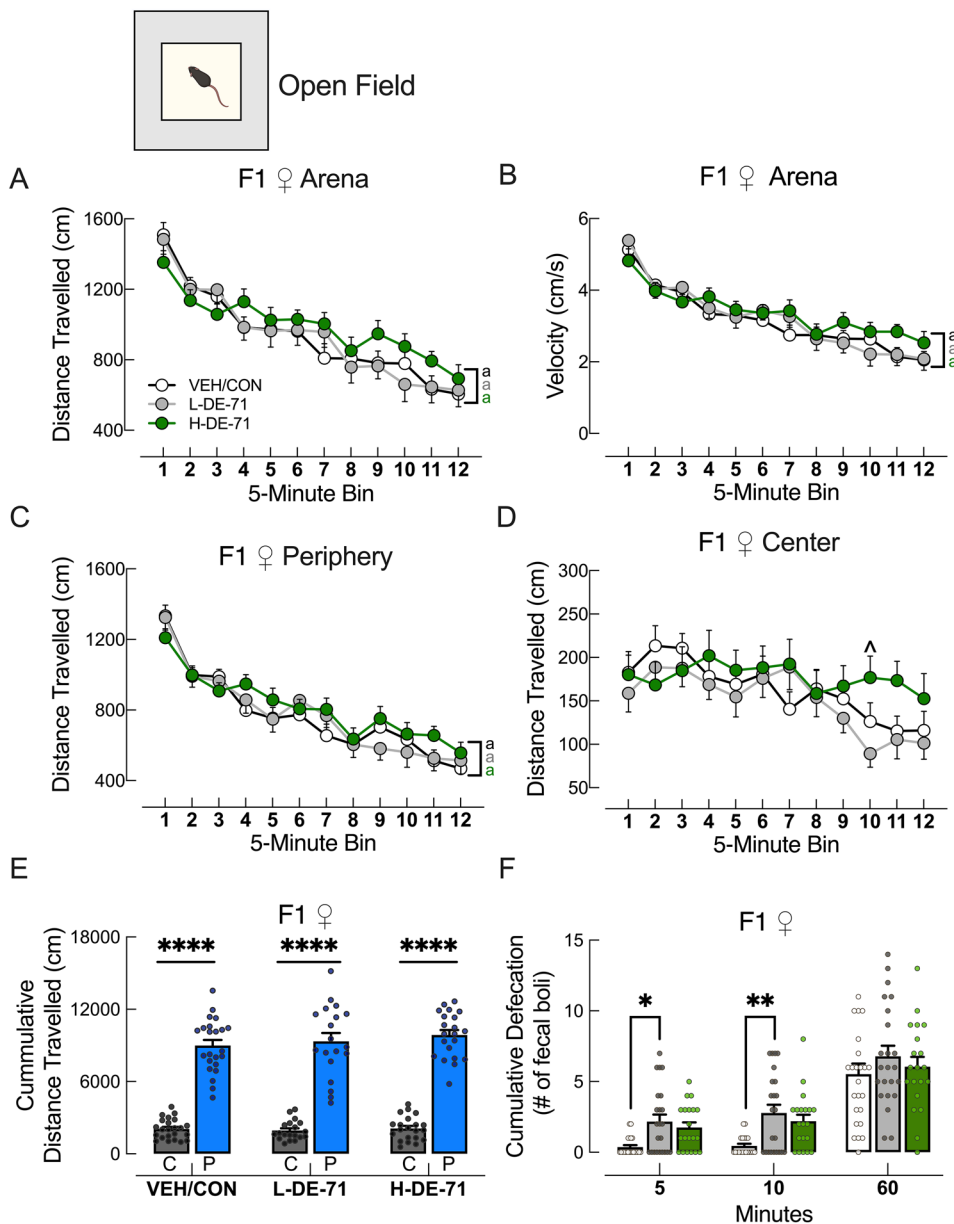 Open Field
A
F1 ♀ Arena
Distance Travelled (cm)
1600
1200
800
400
VEH/CON
L-DE-71
H-DE-71
a
a
a
1 2 3 4 5 6 7 8 9 10 11 12
5-Minute Bin
B
F1 ♀ Arena
Velocity (cm/s)
6
4
2
0
a
a
a
1 2 3 4 5 6 7 8 9 10 11 12
5-Minute Bin
C
F1 ♀ Periphery
Distance Travelled (cm)
1600
1200
800
400
a
a
a
1 2 3 4 5 6 7 8 9 10 11 12
5-Minute Bin
D
F1 ♀ Center
Distance Travelled (cm)
300
250
200
150
100
50
^
1 2 3 4 5 6 7 8 9 10 11 12
5-Minute Bin
E
F1 ♀
Cummulative
Distance Travelled (cm)
18000
12000
6000
0
**** **** ****
C P C P C P
VEH/CON L-DE-71 H-DE-71
F
F1 ♀
Cumulative Defecation
(# of fecal boli)
15
10
5
0
* **
5 10 60
Minutes